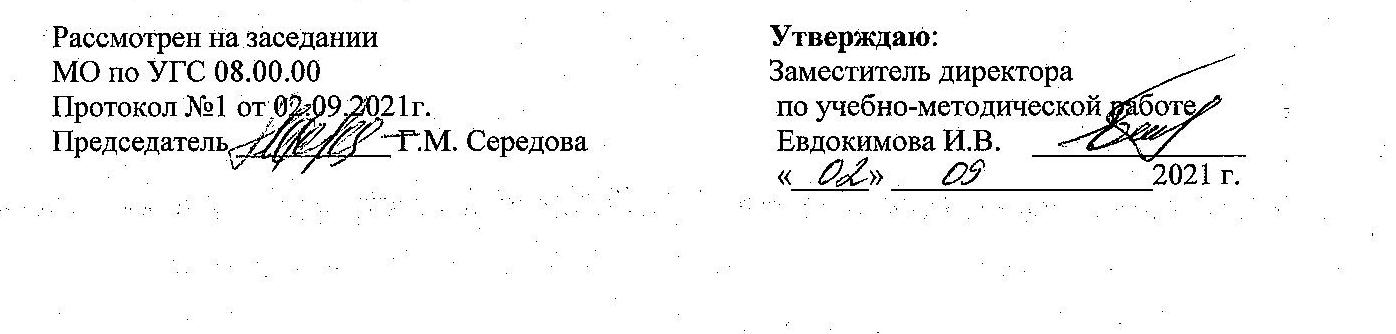 Рассмотрен на заседании
МО по УГС 08.00.00
Протокол №1 от 02.09.2021г.
Председатель Г.М. Середова
Утверждаю:
Заместитель директора
по учебно-методической работе
Евдокимова И.В.
«02» 09 2021 г.